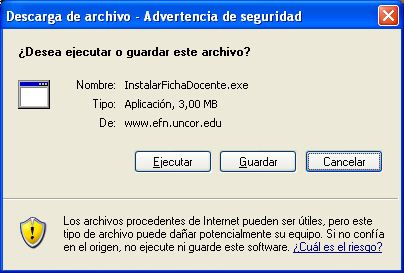 Descarga de archivo - Advertencia de seguridad
¿Desea ejecutar o guardar este archivo?
Nombre: InstalarFichaDocente.exe
Tipo: Aplicación, 3,00 MB
De: www.efn.uncor.edu
Ejecutar Guardar Cancelar
Los archivos procedentes de Internet pueden ser útiles, pero este
tipo de archivo puede dañar potencialmente su equipo. Si no confía
en el origen, no ejecute ni guarde este software. ¿Cuál es el riesgo?